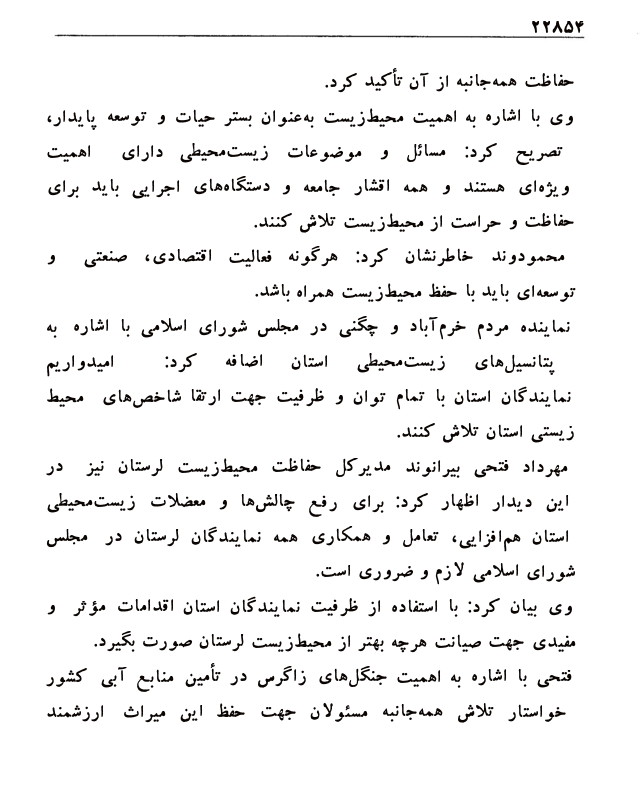 ۲۲۸۵۴
حفاظت همه‌جانبه از آن تأکید کرد.
وی با اشاره به اهمیت محیط‌زیست به‌عنوان بستر حیات و توسعه پایدار،
تصریح کرد: مسائل و موضوعات زیست‌محیطی دارای اهمیت
ویژه‌ای هستند و همه اقشار جامعه و دستگاه‌های اجرایی باید برای
حفاظت و حراست از محیط‌زیست تلاش کنند.
محمودوند خاطرنشان کرد: هرگونه فعالیت اقتصادی، صنعتی و
توسعه‌ای باید با حفظ محیط‌زیست همراه باشد.
نماینده مردم خرم‌آباد و چگنی در مجلس شورای اسلامی با اشاره به
پتانسیل‌های زیست‌محیطی استان اضافه کرد: امیدواریم
نمایندگان استان با تمام توان و ظرفیت جهت ارتقا شاخص‌های محیط
زیستی استان تلاش کنند.
مهرداد فتحی بیرانوند مدیرکل حفاظت محیط‌زیست لرستان نیز در
این دیدار اظهار کرد: برای رفع چالش‌ها و معضلات زیست‌محیطی
استان هم‌افزایی، تعامل و همکاری همه نمایندگان لرستان در مجلس
شورای اسلامی لازم و ضروری است.
وی بیان کرد: با استفاده از ظرفیت نمایندگان استان اقدامات مؤثر و
مفیدی جهت صیانت هرچه بهتر از محیط‌زیست لرستان صورت بگیرد.
فتحی با اشاره به اهمیت جنگل‌های زاگرس در تأمین منابع آبی کشور
خواستار تلاش همه‌جانبه مسئولان جهت حفظ این میراث ارزشمند